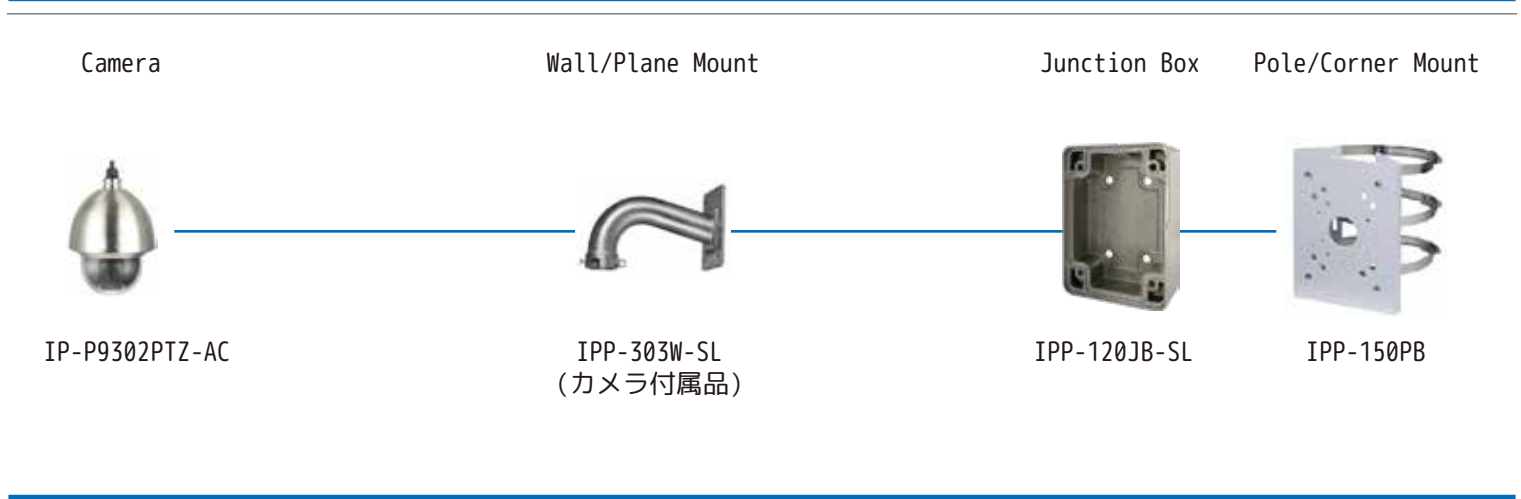 Camera
Wall/Plane Mount
Junction Box
Pole/Corner Mount
IP-P9302PTZ-AC
IPP-303W-SL
(カメラ付属品)
IPP-120JB-SL
IPP-150PB